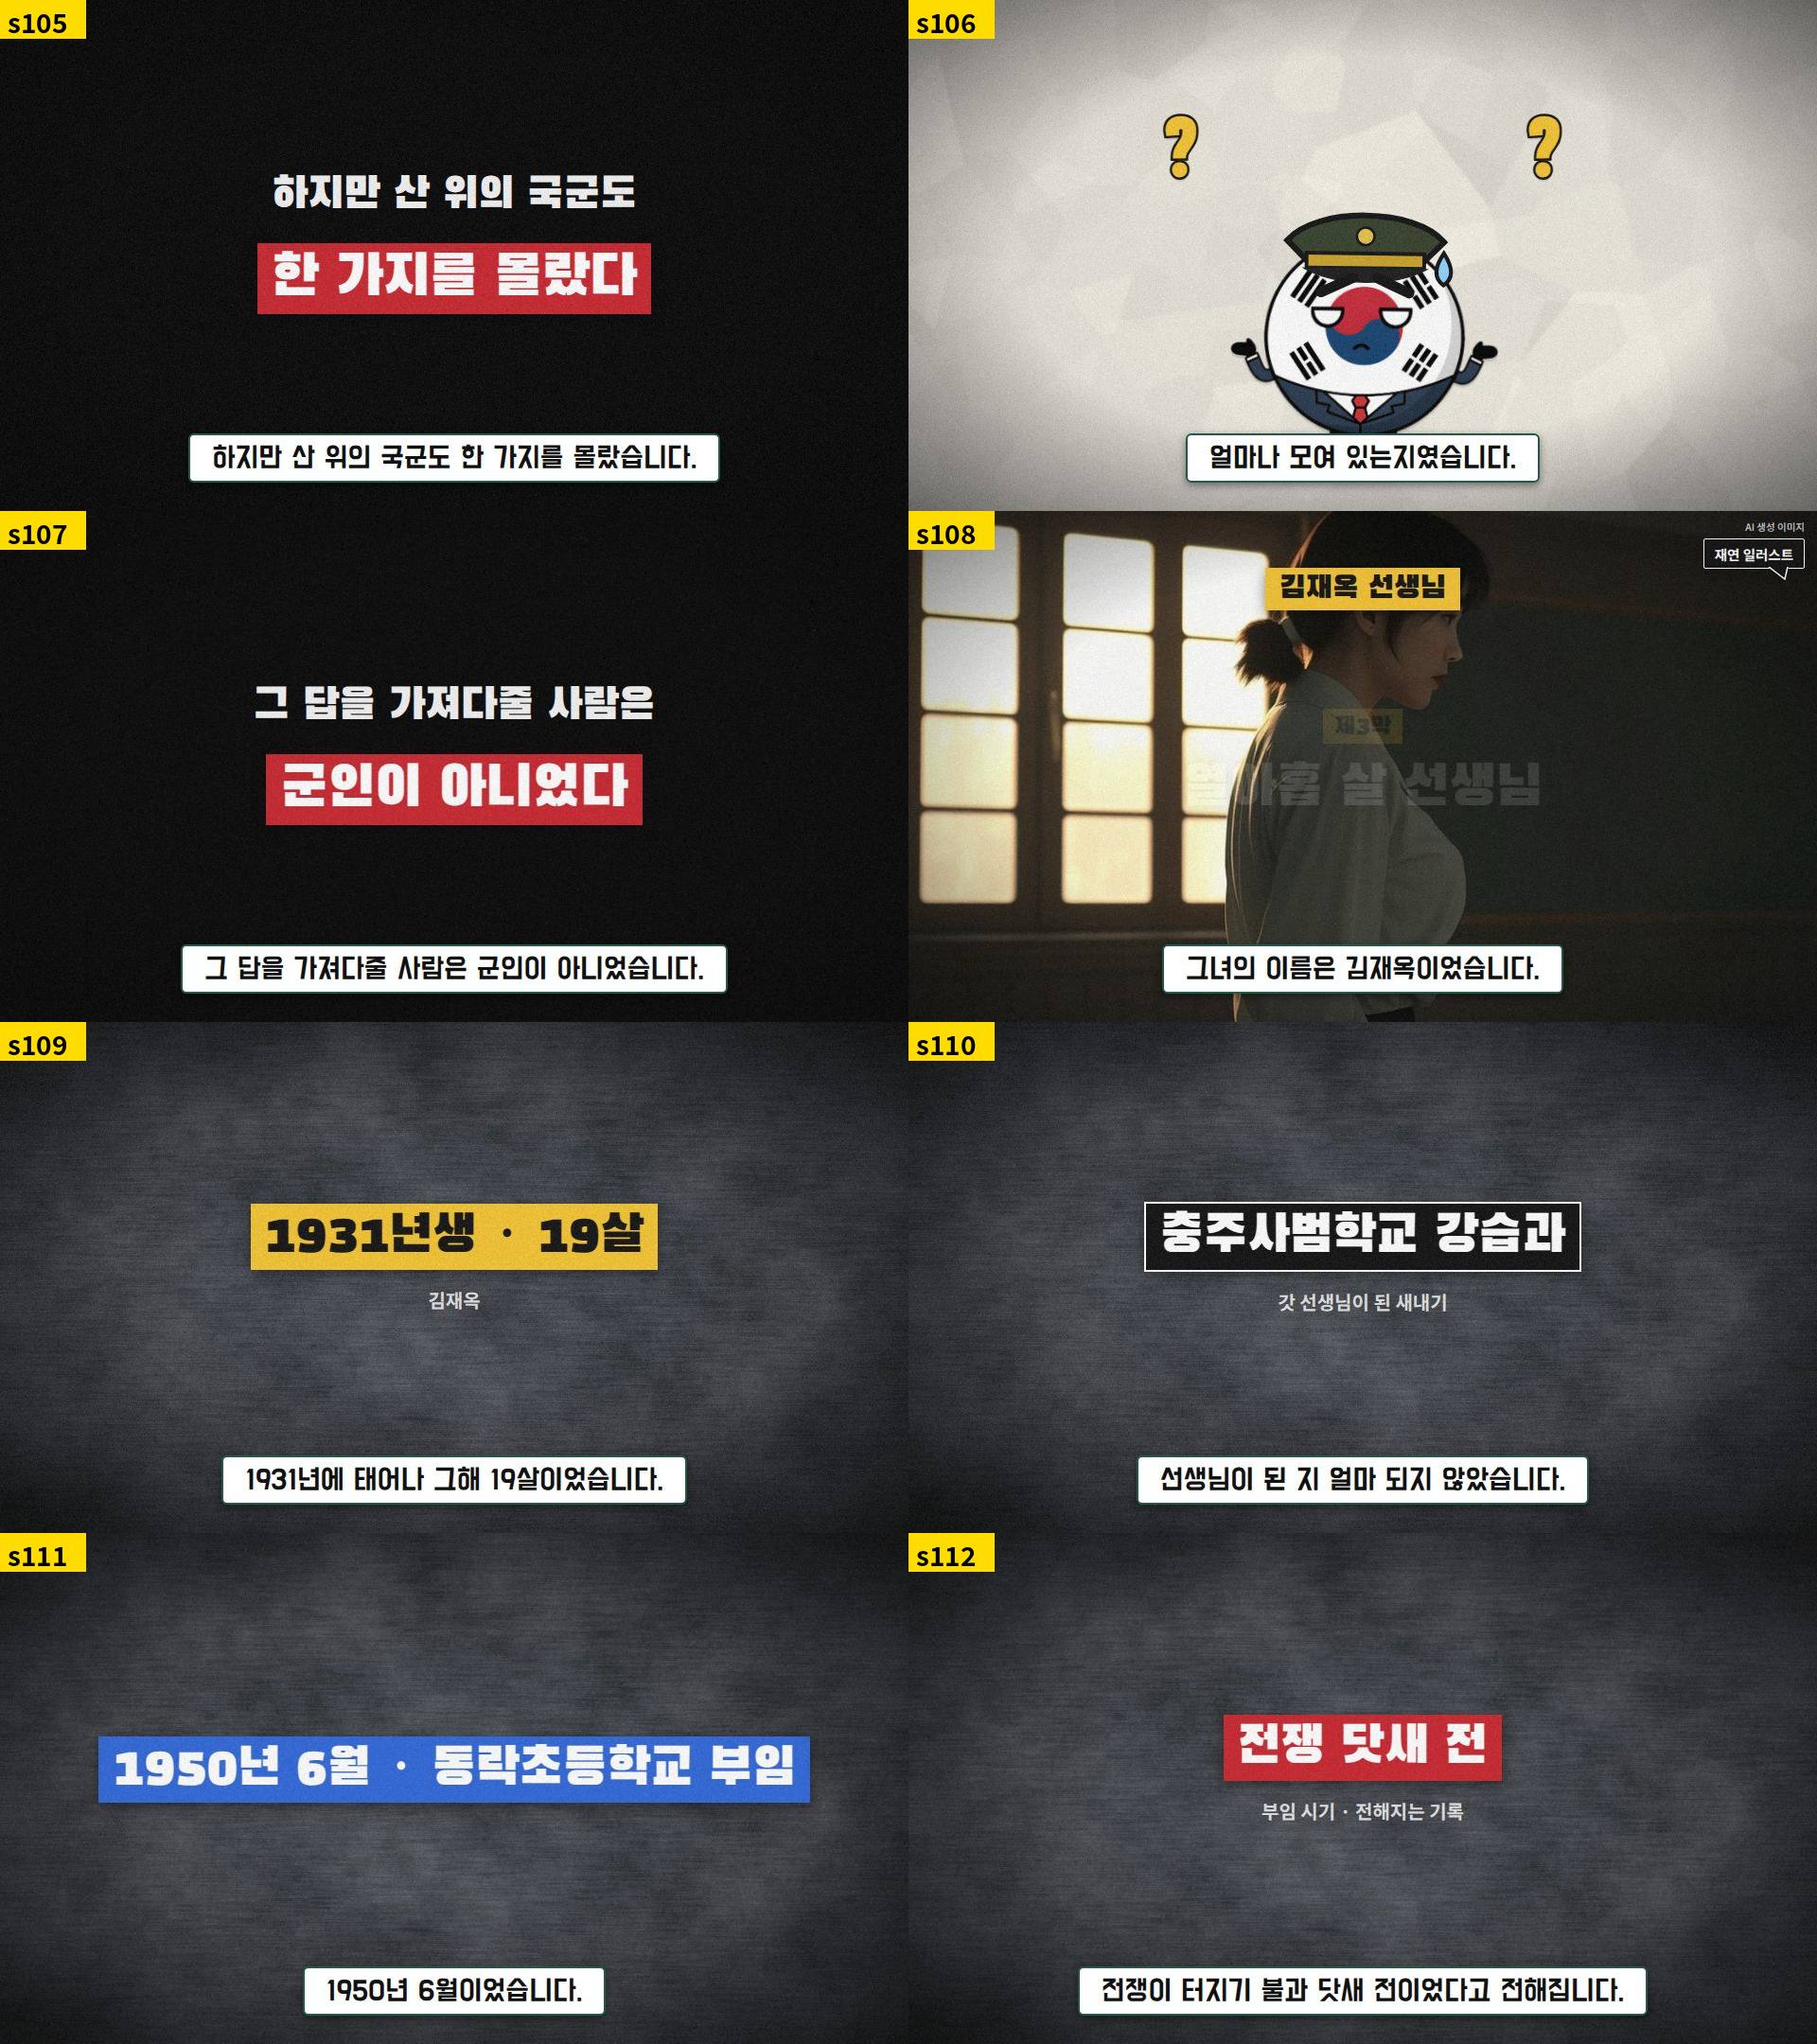 s105
하지만 산 위의 국군도
한 가지를 몰랐다
하지만 산 위의 국군도 한 가지를 몰랐습니다.
s106
?
?
얼마나 모여 있는지였습니다.
s107
그 답을 가져다줄 사람은
군인이 아니었다
그 답을 가져다줄 사람은 군인이 아니었습니다.
s108
AI 생성 이미지
재연 일러스트
김재옥 선생님
제3막
열아홉 살 선생님
그녀의 이름은 김재옥이었습니다.
s109
1931년생 · 19살
김재옥
1931년에 태어나 그해 19살이었습니다.
s110
충주사범학교 강습과
갓 선생님이 된 새내기
선생님이 된 지 얼마 되지 않았습니다.
s111
1950년 6월 · 동락초등학교 부임
1950년 6월이었습니다.
s112
전쟁 닷새 전
부임 시기 · 전해지는 기록
전쟁이 터지기 불과 닷새 전이었다고 전해집니다.